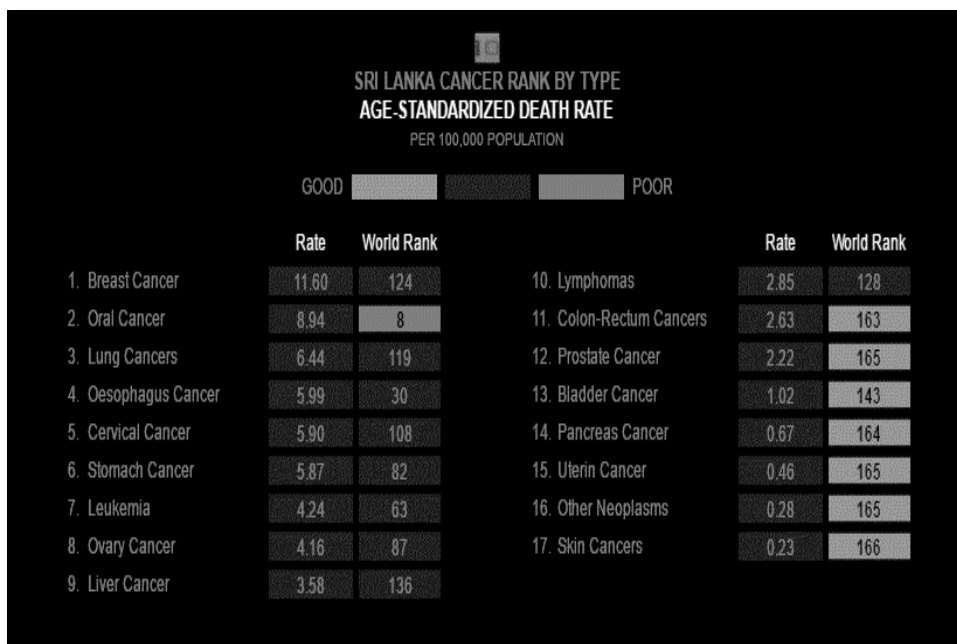 SRI LANKA CANCER RANK BY TYPE
AGE-STANDARDIZED DEATH RATE
PER 100,000 POPULATION
GOOD POOR
Rate World Rank
1. Breast Cancer 11.60 124
2. Oral Cancer 8.94 8
3. Lung Cancers 6.44 119
4. Oesophagus Cancer 5.99 30
5. Cervical Cancer 5.90 108
6. Stomach Cancer 5.87 82
7. Leukemia 4.24 63
8. Ovary Cancer 4.16 87
9. Liver Cancer 3.58 136
Rate World Rank
10. Lymphomas 2.85 128
11. Colon-Rectum Cancers 2.63 163
12. Prostate Cancer 2.22 165
13. Bladder Cancer 1.02 143
14. Pancreas Cancer 0.67 164
15. Uterin Cancer 0.46 165
16. Other Neoplasms 0.28 165
17. Skin Cancers 0.23 166